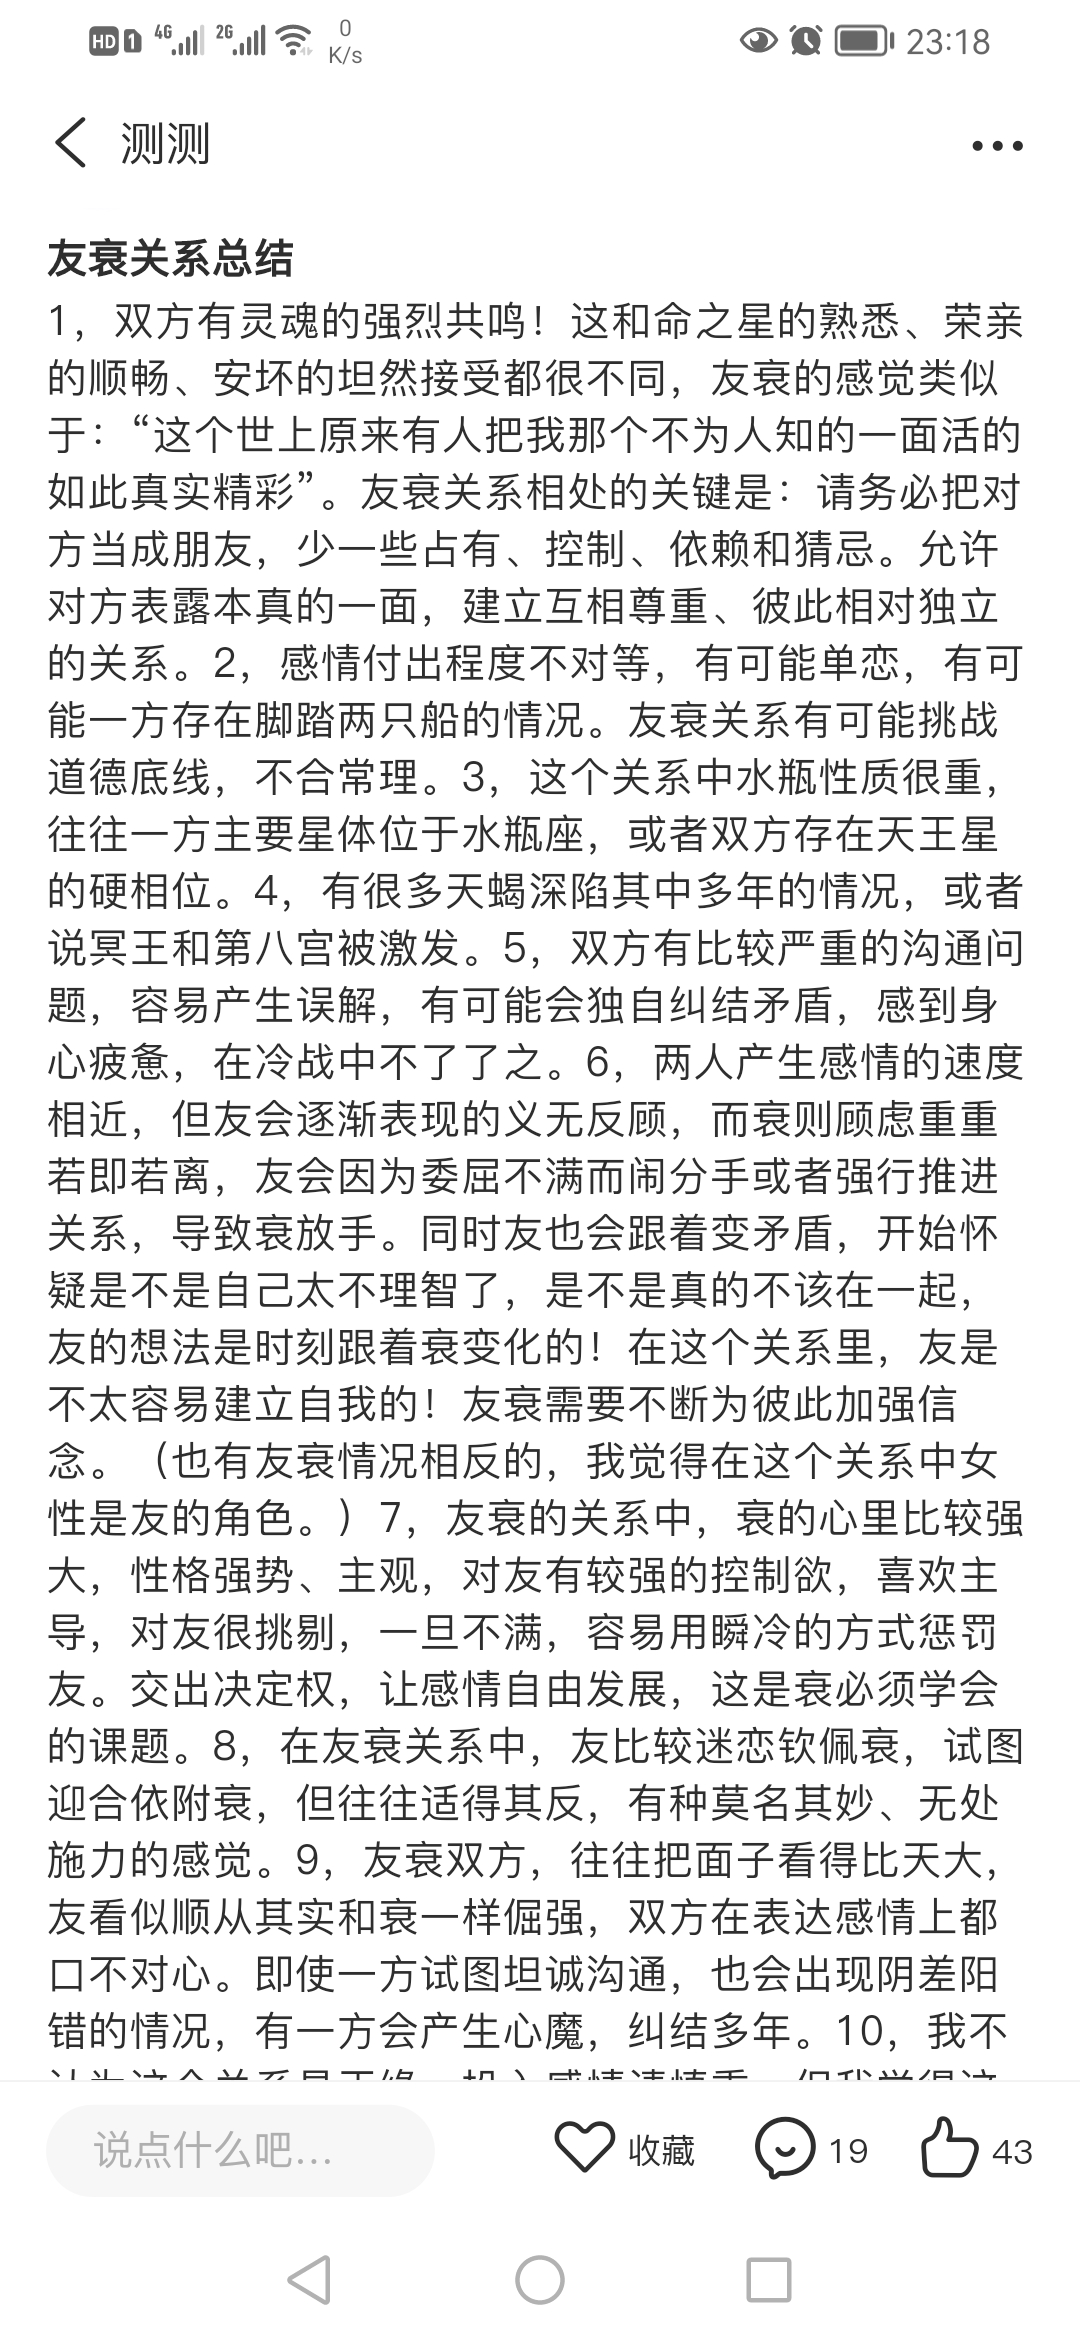 HD 1 4G 2G 0 K/s 23:18
测测
友衰关系总结
1，双方有灵魂的强烈共鸣！这和命之星的熟悉、荣亲
的顺畅、安坏的坦然接受都很不同，友衰的感觉类似
于：“这个世上原来有人把我那个不为人知的一面活的
如此真实精彩”。友衰关系相处的关键是：请务必把对
方当成朋友，少一些占有、控制、依赖和猜忌。允许
对方表露本真的一面，建立互相尊重、彼此相对独立
的关系。2，感情付出程度不对等，有可能单恋，有可
能一方存在脚踏两只船的情况。友衰关系有可能挑战
道德底线，不合常理。3，这个关系中水瓶性质很重，
往往一方主要星体位于水瓶座，或者双方存在天王星
的硬相位。4，有很多天蝎深陷其中多年的情况，或者
说冥王和第八宫被激发。5，双方有比较严重的沟通问
题，容易产生误解，有可能会独自纠结矛盾，感到身
心疲惫，在冷战中不了了之。6，两人产生感情的速度
相近，但友会逐渐表现的义无反顾，而衰则顾虑重重
若即若离，友会因为委屈不满而闹分手或者强行推进
关系，导致衰放手。同时友也会跟着变矛盾，开始怀
疑是不是自己太不理智了，是不是真的不该在一起，
友的想法是时刻跟着衰变化的！在这个关系里，友是
不太容易建立自我的！友衰需要不断为彼此加强信
念。（也有友衰情况相反的，我觉得在这个关系中女
性是友的角色。）7，友衰的关系中，衰的心里比较强
大，性格强势、主观，对友有较强的控制欲，喜欢主
导，对友很挑剔，一旦不满，容易用瞬冷的方式惩罚
友。交出决定权，让感情自由发展，这是衰必须学会
的课题。8，在友衰关系中，友比较迷恋钦佩衰，试图
迎合依附衰，但往往适得其反，有种莫名其妙、无处
施力的感觉。9，友衰双方，往往把面子看得比天大，
友看似顺从其实和衰一样倔强，双方在表达感情上都
口不对心。即使一方试图坦诚沟通，也会出现阴差阳
错的情况，有一方会产生心魔，纠结多年。10，我不
说点什么吧... 收藏 19 43